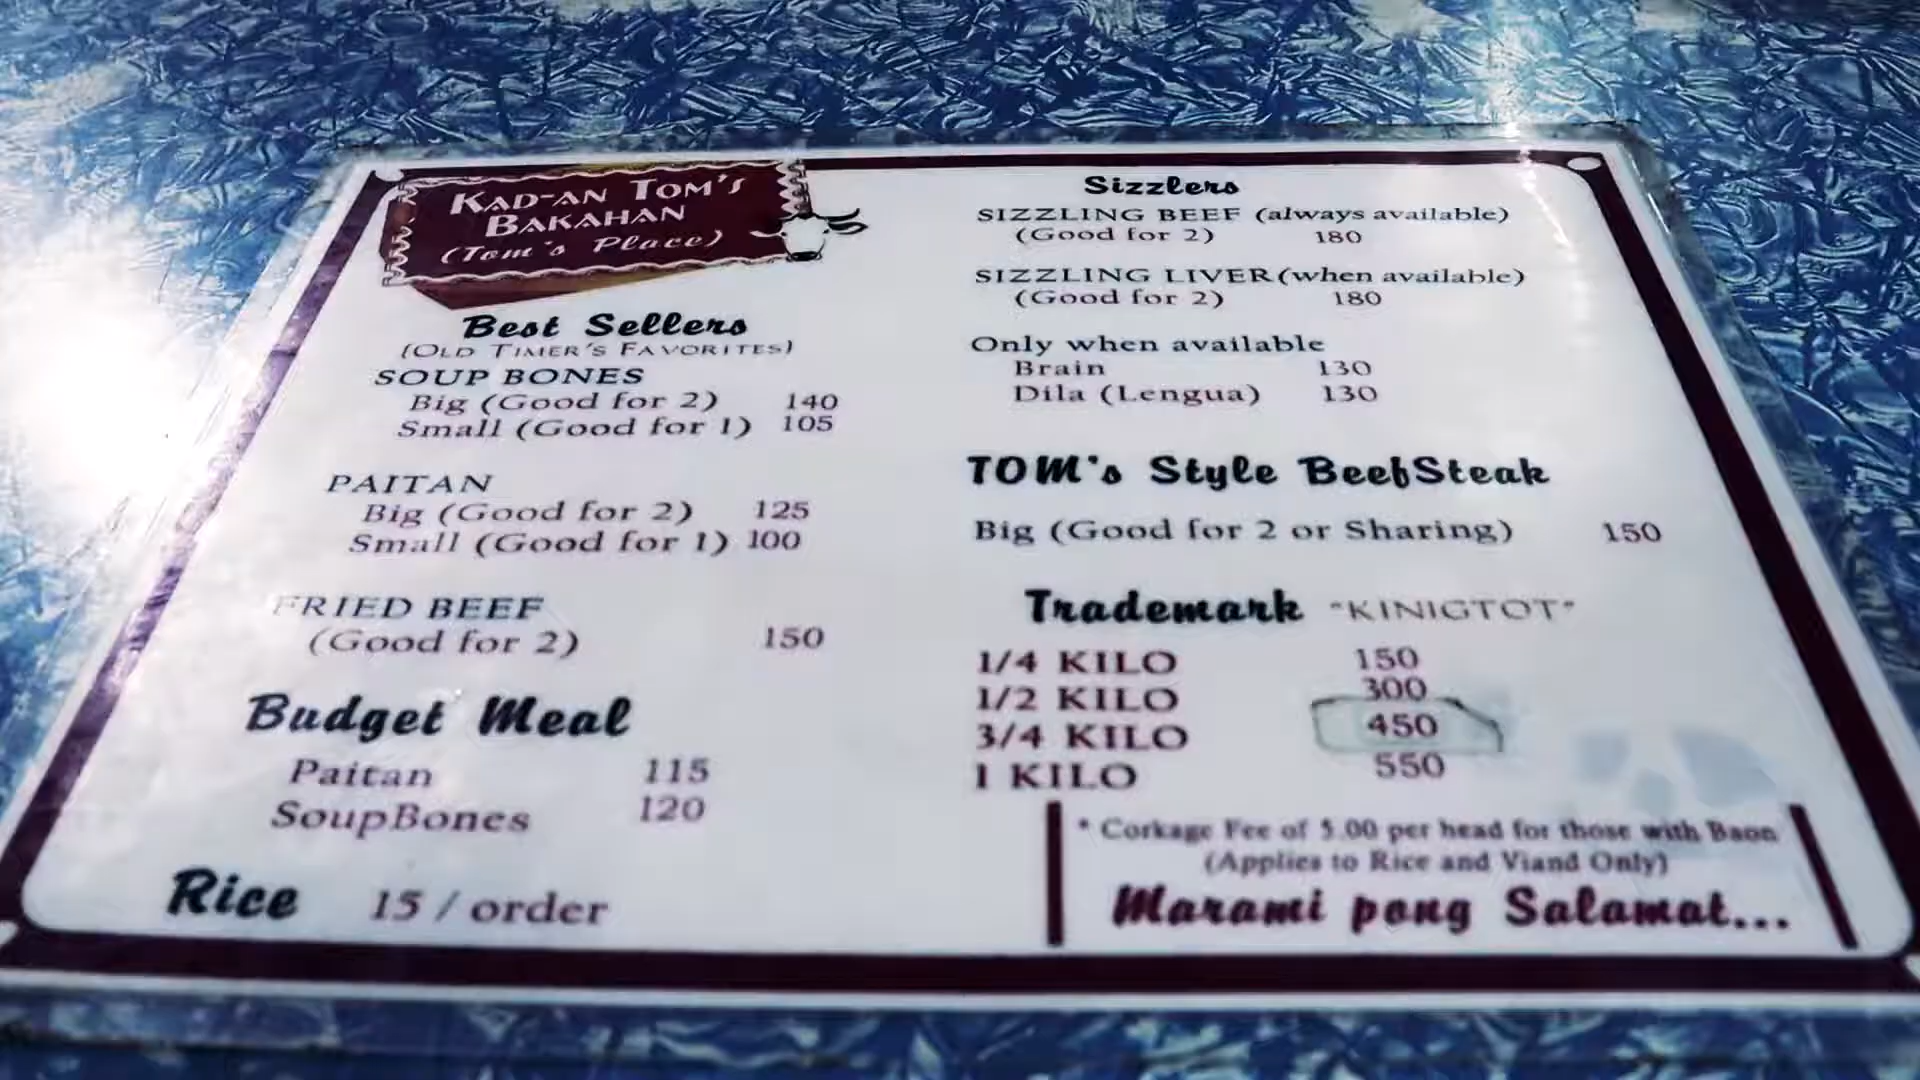 KAD-AN TOM'S
BAKAHAN
(Tom's Place)
Best Sellers
(OLD TIMER'S FAVORITES)
SOUP BONES
Big (Good for 2) 140
Small (Good for 1) 105
PAITAN
Big (Good for 2) 125
Small (Good for 1) 100
FRIED BEEF
(Good for 2) 150
Budget Meal
Paitan 115
SoupBones 120
Rice 15 / order
Sizzlers
SIZZLING BEEF (always available)
(Good for 2) 180
SIZZLING LIVER (when available)
(Good for 2) 180
Only when available
Brain 130
Dila (Lengua) 130
TOM's Style BeefSteak
Big (Good for 2 or Sharing) 150
Trademark "KINIGTOT"
1/4 KILO 150
1/2 KILO 300
3/4 KILO 450
1 KILO 550
* Corkage Fee of 5.00 per head for those with Baon
(Applies to Rice and Viand Only)
Marami pong Salamat...